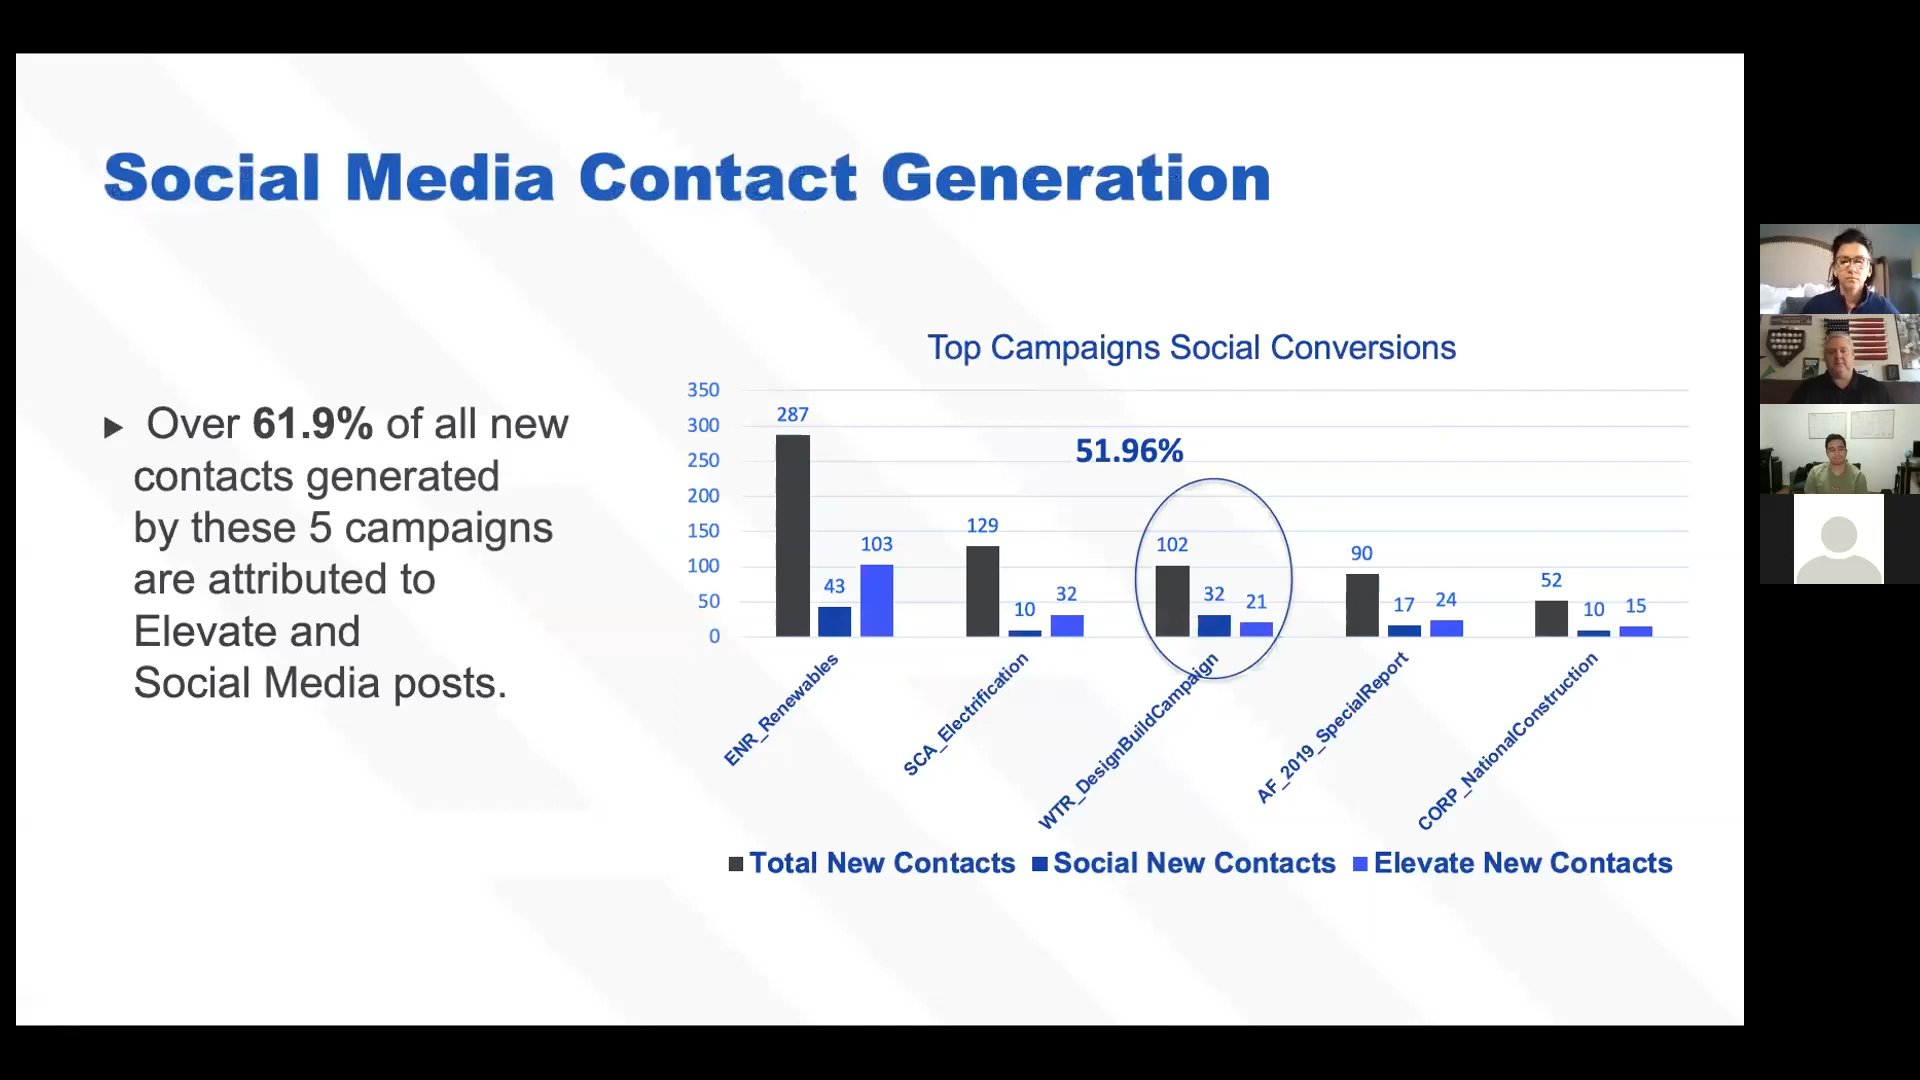 Social Media Contact Generation
Over 61.9% of all new
contacts generated
by these 5 campaigns
are attributed to
Elevate and
Social Media posts.
Top Campaigns Social Conversions
350
300
250
200
150
100
50
0
287
43
103
129
10
32
51.96%
102
32
21
90
17
24
52
10
15
ENR_Renewables
SCA_Electrification
WTR_DesignBuildCampaign
AF_2019_SpecialReport
CORP_NationalConstruction
Total New Contacts Social New Contacts Elevate New Contacts